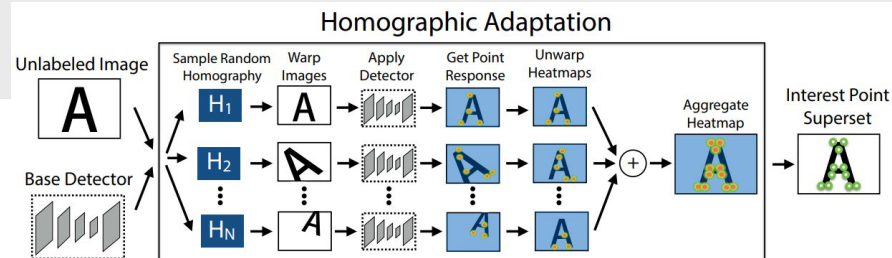 Homographic Adaptation
Unlabeled Image
A
Base Detector
Sample Random
Homography
Warp
Images
Apply
Detector
Get Point
Response
Unwarp
Heatmaps
H1
A
A
A
H2
A
A
A
HN
A
A
A
+
Aggregate
Heatmap
A
Interest Point
Superset
A